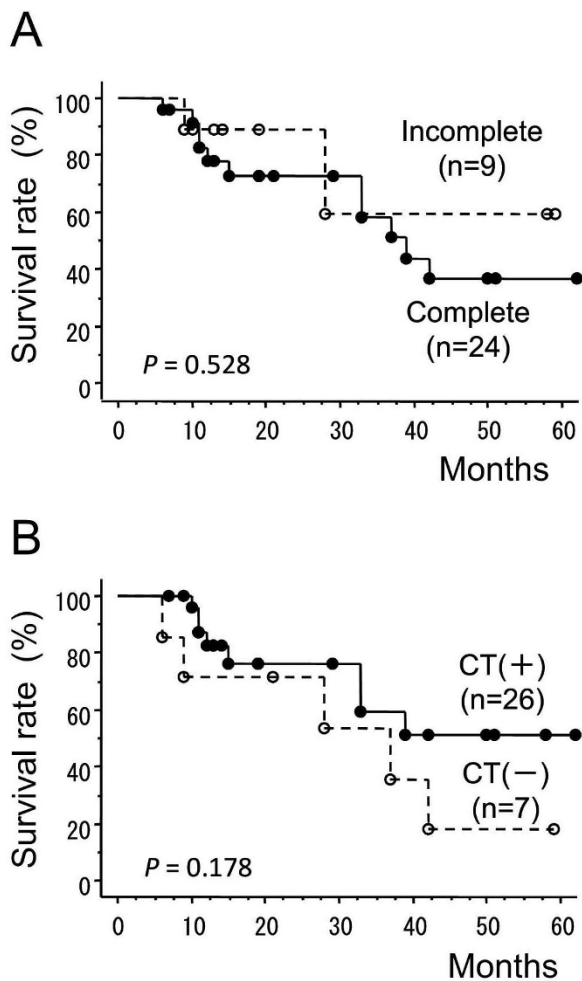 A
Survival rate (%)
100
80
60
40
20
0
Incomplete
(n=9)
Complete
(n=24)
P = 0.528
0 10 20 30 40 50 60
Months
B
Survival rate (%)
100
80
60
40
20
0
CT(+)
(n=26)
CT(−)
(n=7)
P = 0.178
0 10 20 30 40 50 60
Months